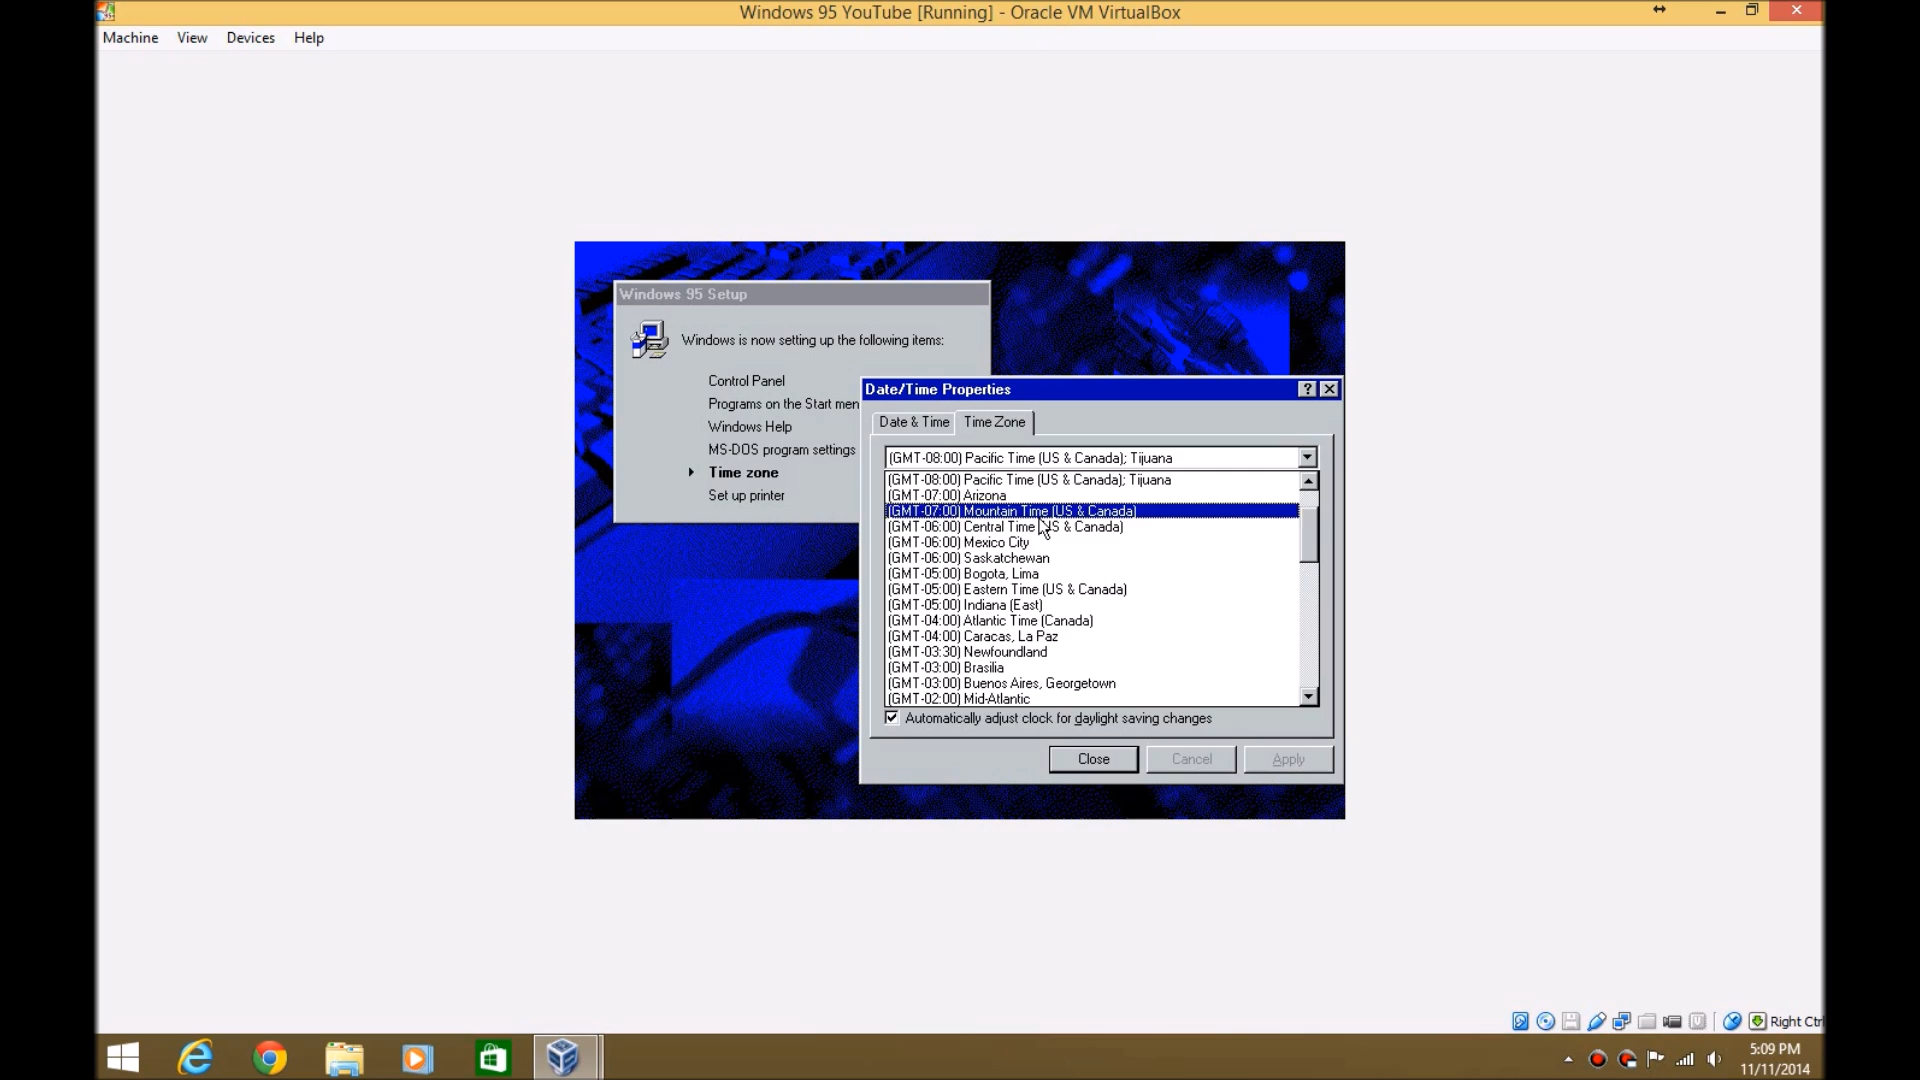 Windows 95 YouTube [Running] - Oracle VM VirtualBox
Machine View Devices Help
Windows 95 Setup
Windows is now setting up the following items:
Control Panel
Programs on the Start men
Windows Help
MS-DOS program settings
Time zone
Set up printer
Date/Time Properties
Date & Time Time Zone
(GMT-08:00) Pacific Time (US & Canada); Tijuana
(GMT-08:00) Pacific Time (US & Canada); Tijuana
(GMT-07:00) Arizona
(GMT-07:00) Mountain Time (US & Canada)
(GMT-06:00) Central Time (US & Canada)
(GMT-06:00) Mexico City
(GMT-06:00) Saskatchewan
(GMT-05:00) Bogota, Lima
(GMT-05:00) Eastern Time (US & Canada)
(GMT-05:00) Indiana (East)
(GMT-04:00) Atlantic Time (Canada)
(GMT-04:00) Caracas, La Paz
(GMT-03:30) Newfoundland
(GMT-03:00) Brasilia
(GMT-03:00) Buenos Aires, Georgetown
(GMT-02:00) Mid-Atlantic
Automatically adjust clock for daylight saving changes
Close Cancel Apply
Right Ctrl
5:09 PM
11/11/2014